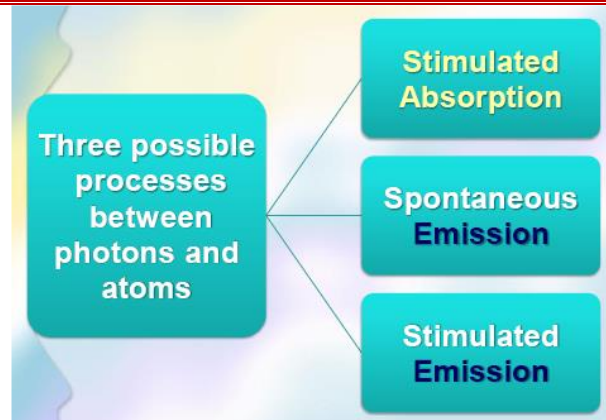 Three possible
processes
between
photons and
atoms
Stimulated
Absorption
Spontaneous
Emission
Stimulated
Emission